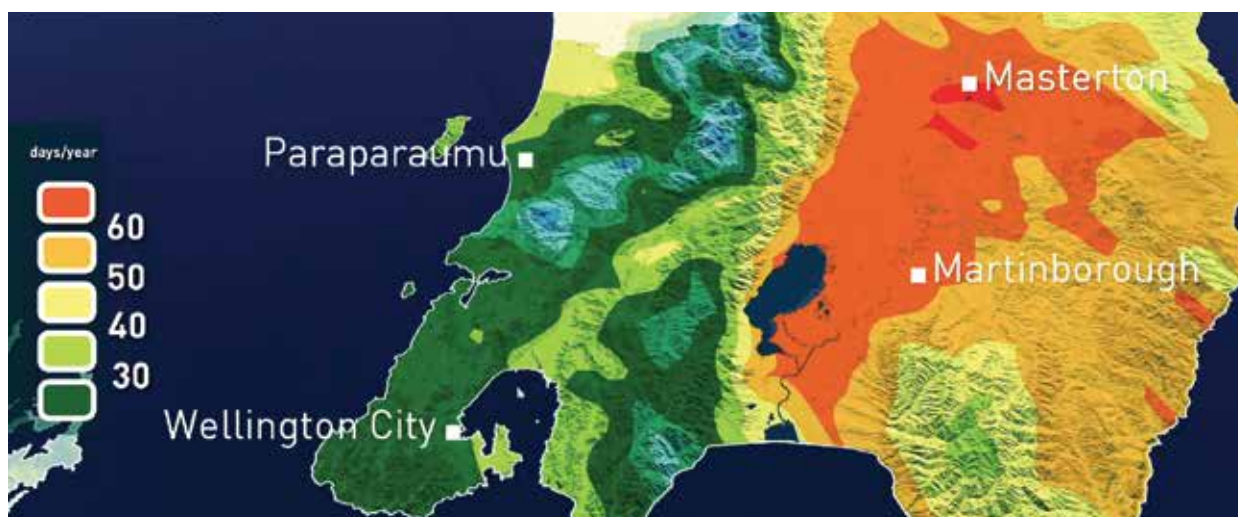 Masterton
Paraparaumu
days/year
60
50
Martinborough
40
30
Wellington City